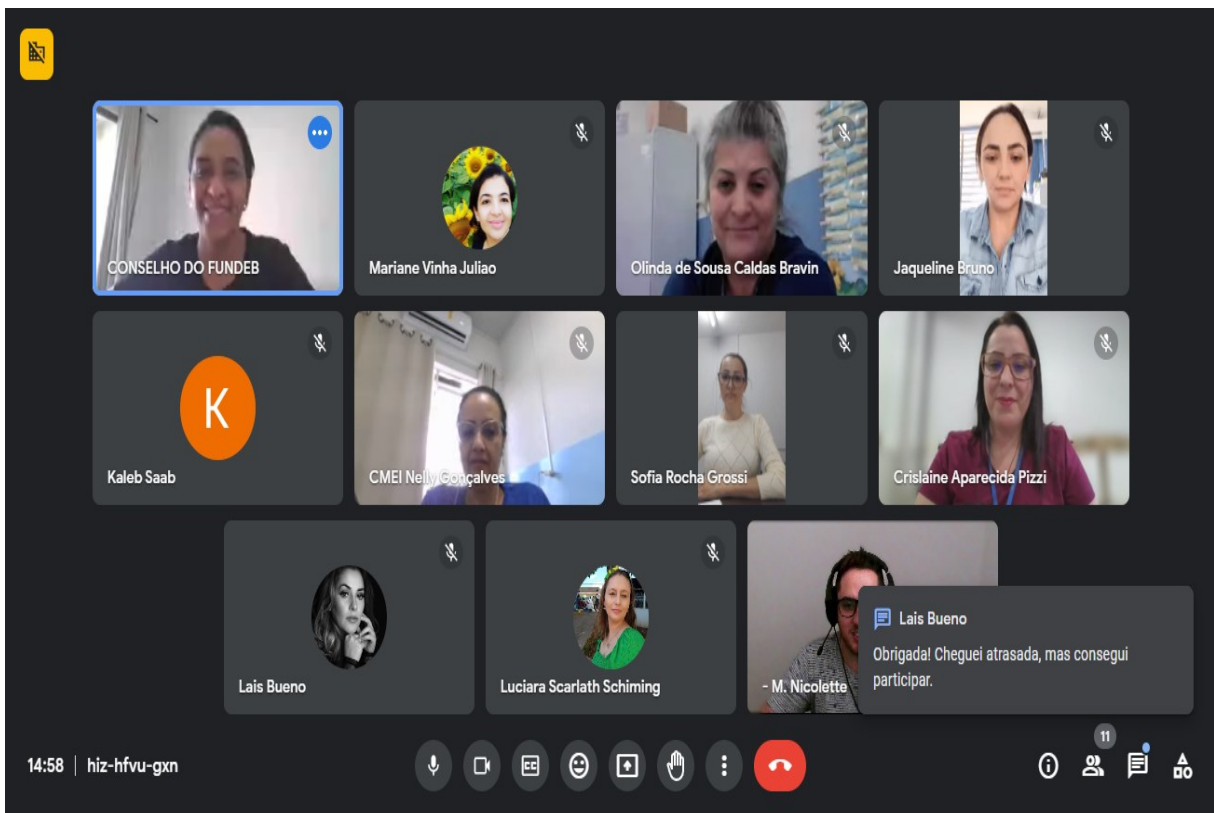 CONSELHO DO FUNDEB
Mariane Vinha Juliao
Olinda de Sousa Caldas Bravin
Jaqueline Bruno
K
Kaleb Saab
CMEI Nelly Gonçalves
Sofia Rocha Grossi
Crislaine Aparecida Pizzi
Lais Bueno
Luciara Scarlath Schiming
- M. Nicolette
Lais Bueno
Obrigada! Cheguei atrasada, mas consegui
participar.
14:58 | hiz-hfvu-gxn
CC
11